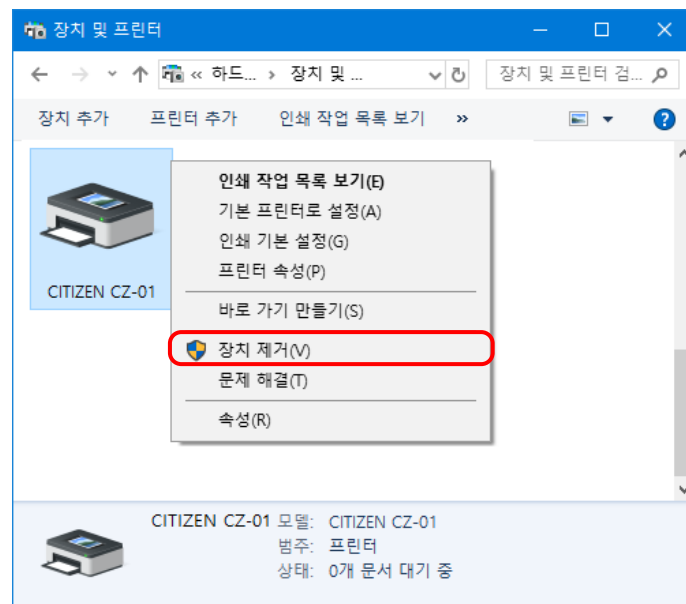 장치 및 프린터
« 하드... › 장치 및 ...
장치 및 프린터 검...
장치 추가 프린터 추가 인쇄 작업 목록 보기 »
인쇄 작업 목록 보기(E)
기본 프린터로 설정(A)
인쇄 기본 설정(G)
프린터 속성(P)
CITIZEN CZ-01
바로 가기 만들기(S)
장치 제거(V)
문제 해결(T)
속성(R)
CITIZEN CZ-01 모델: CITIZEN CZ-01
범주: 프린터
상태: 0개 문서 대기 중